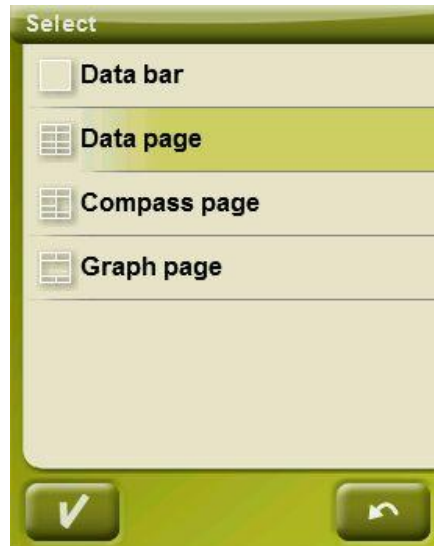 Select
Data bar
Data page
Compass page
Graph page